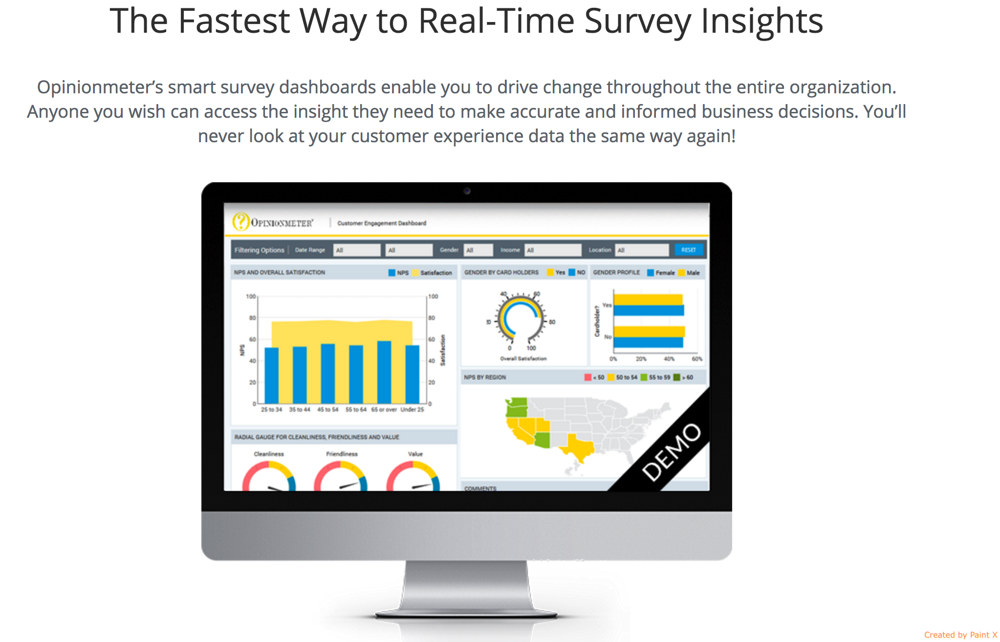 The Fastest Way to Real-Time Survey Insights
Opinionmeter’s smart survey dashboards enable you to drive change throughout the entire organization.
Anyone you wish can access the insight they need to make accurate and informed business decisions. You’ll
never look at your customer experience data the same way again!
OPINIONMETER
Customer Engagement Dashboard
Filtering Options Date Range All All Gender All Income All Location All RESET
NPS AND OVERALL SATISFACTION NPS Satisfaction
100 100
80 80
60 60
40 40
20 20
0 0
NPS
Satisfaction
25 to 34 35 to 44 45 to 54 55 to 64 65 or over Under 25
GENDER BY CARD HOLDERS Yes NO
40 60
80
0 100
Overall Satisfaction
GENDER PROFILE Female Male
Cardholder?
Yes
No
0% 20% 40% 60%
NPS BY REGION < 50 50 to 54 55 to 59 > 60
RADIAL GAUGE FOR CLEANLINESS, FRIENDLINESS AND VALUE
Cleanliness Friendliness Value
COMMENTS
DEMO
Created by Paint X